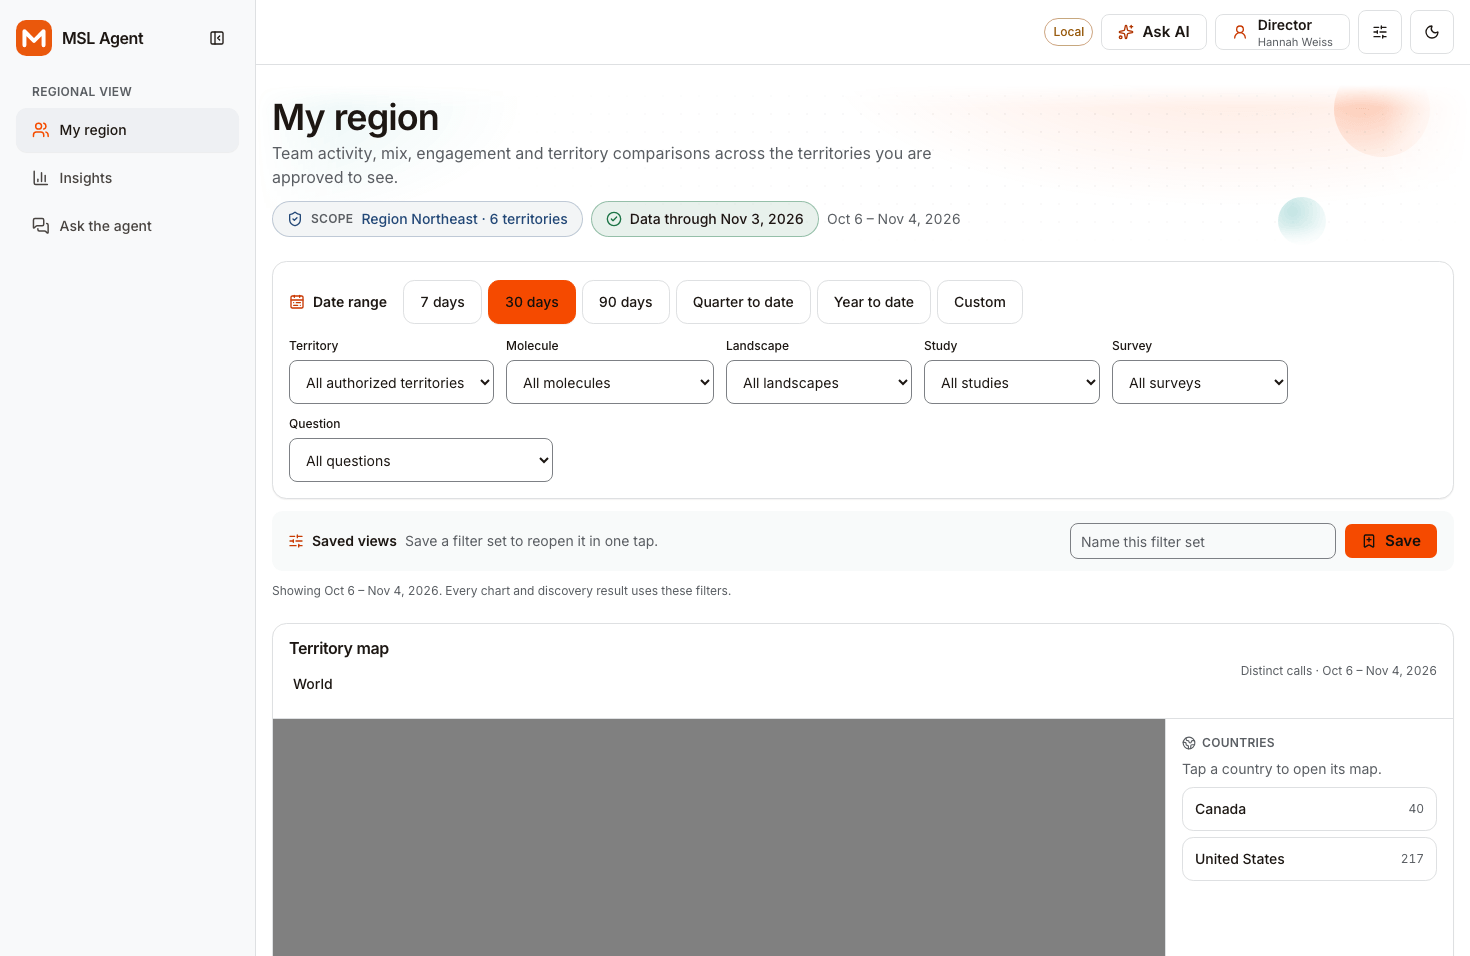 MSL Agent
REGIONAL VIEW
My region
Insights
Ask the agent
Local
Ask AI
Director
Hannah Weiss
My region
Team activity, mix, engagement and territory comparisons across the territories you are
approved to see.
SCOPE Region Northeast · 6 territories
Data through Nov 3, 2026
Oct 6 – Nov 4, 2026
Date range
7 days
30 days
90 days
Quarter to date
Year to date
Custom
Territory
All authorized territories
Molecule
All molecules
Landscape
All landscapes
Study
All studies
Survey
All surveys
Question
All questions
Saved views Save a filter set to reopen it in one tap.
Name this filter set
Save
Showing Oct 6 – Nov 4, 2026. Every chart and discovery result uses these filters.
Territory map
World
Distinct calls · Oct 6 – Nov 4, 2026
COUNTRIES
Tap a country to open its map.
Canada 40
United States 217